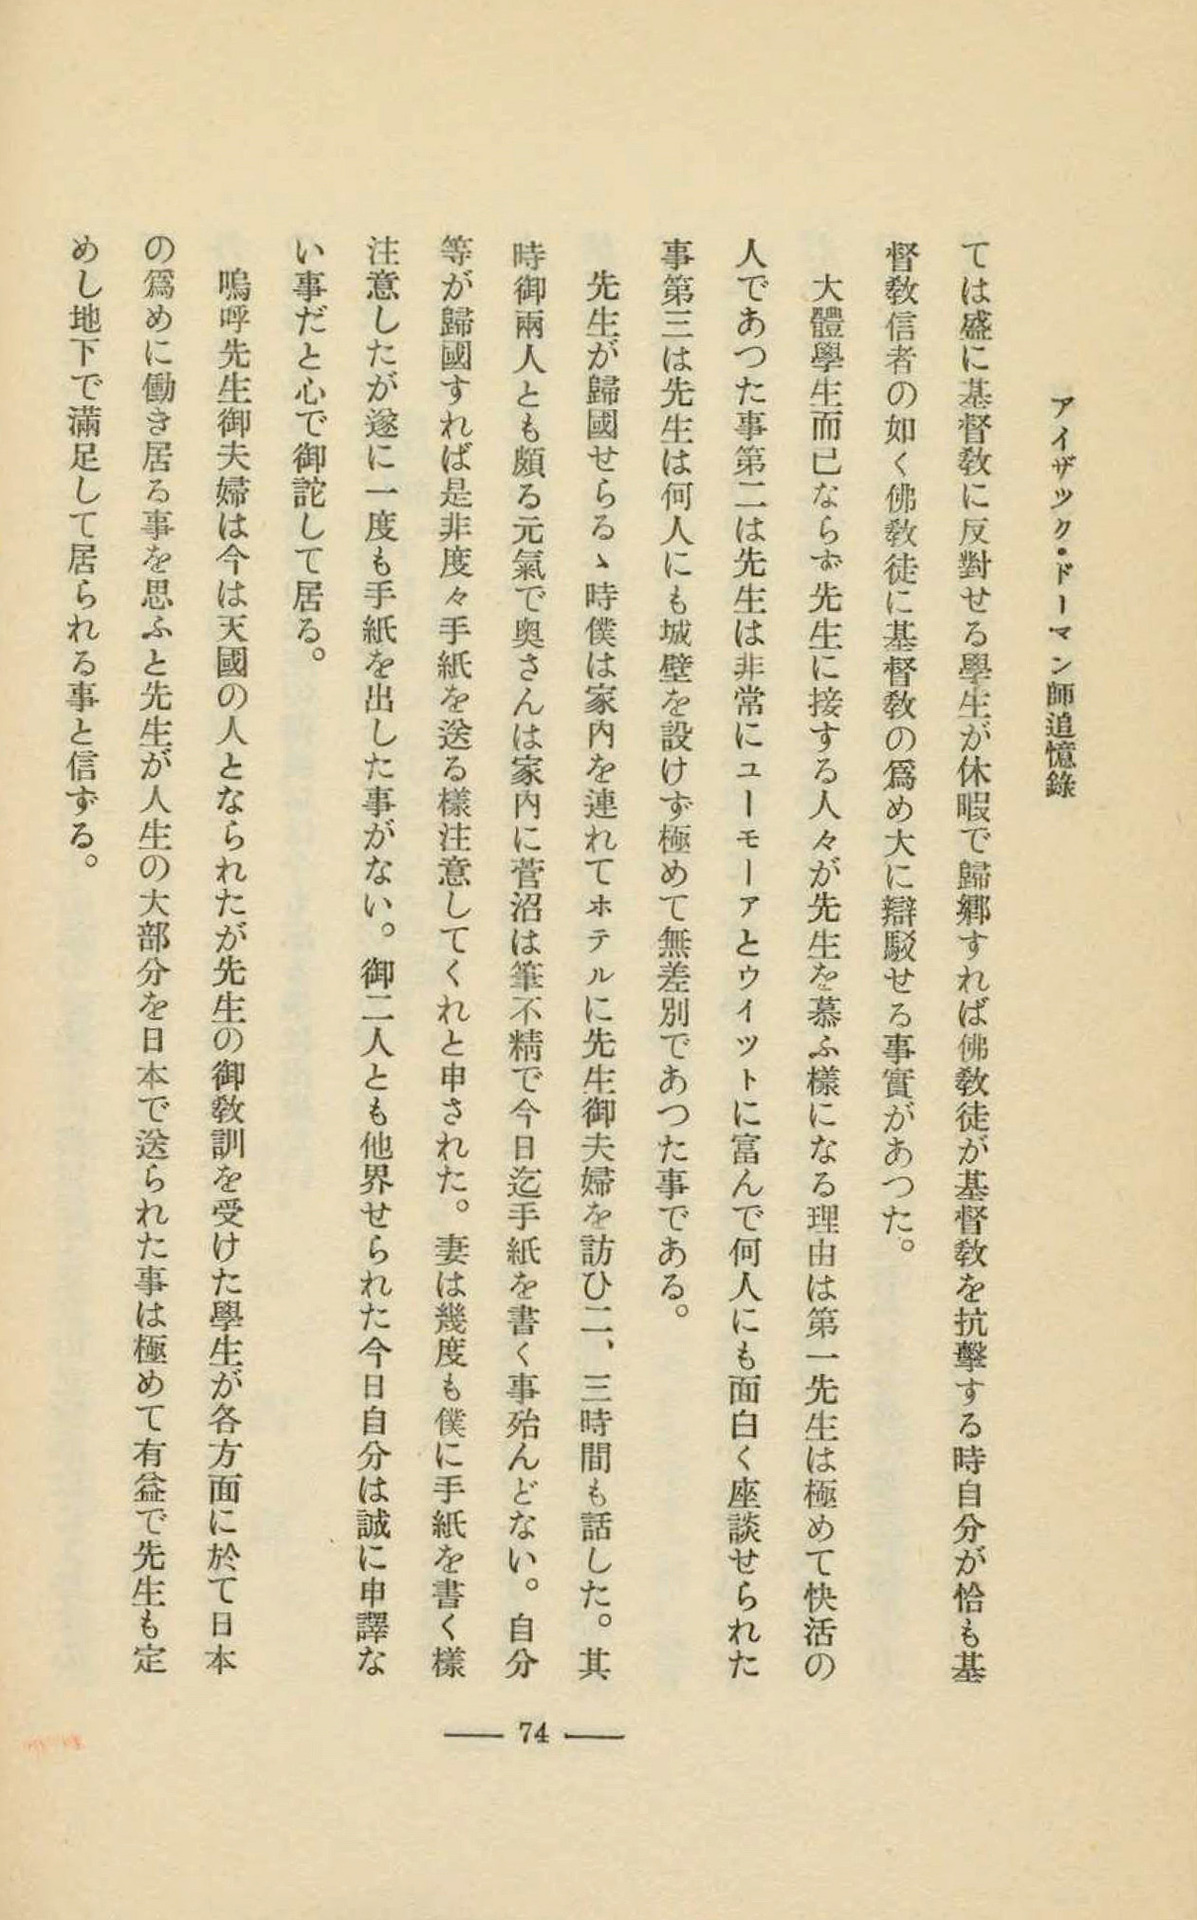 アイザック・ドーマン師追憶錄
ては盛に基督敎に反對せる學生が休暇で歸鄕すれば佛敎徒が基督敎を抗擊する時自分が恰も基
督敎信者の如く佛敎徒に基督敎の爲め大に辯駁せる事實があつた。
大體學生而已ならず先生に接する人々が先生を慕ふ樣になる理由は第一先生は極めて快活の
人であつた事第二は先生は非常にユーモーアとウイツトに富んで何人にも面白く座談せられた
事第三は先生は何人にも城壁を設けず極めて無差別であつた事である。
先生が歸國せらるヽ時僕は家內を連れてホテルに先生御夫婦を訪ひ二、三時間も話した。其
時御兩人とも頗る元氣で奥さんは家內に菅沼は筆不精で今日迄手紙を書く事殆んどない。自分
等が歸國すれば是非度々手紙を送る樣注意してくれと申された。妻は幾度も僕に手紙を書く樣
注意したが遂に一度も手紙を出した事がない。御二人とも他界せられた今日自分は誠に申譯な
い事だと心で御詫して居る。
嗚呼先生御夫婦は今は天國の人となられたが先生の御敎訓を受けた學生が各方面に於て日本
の爲めに働き居る事を思ふと先生が人生の大部分を日本で送られた事は極めて有益で先生も定
めし地下で滿足して居られる事と信ずる。
— 74 —